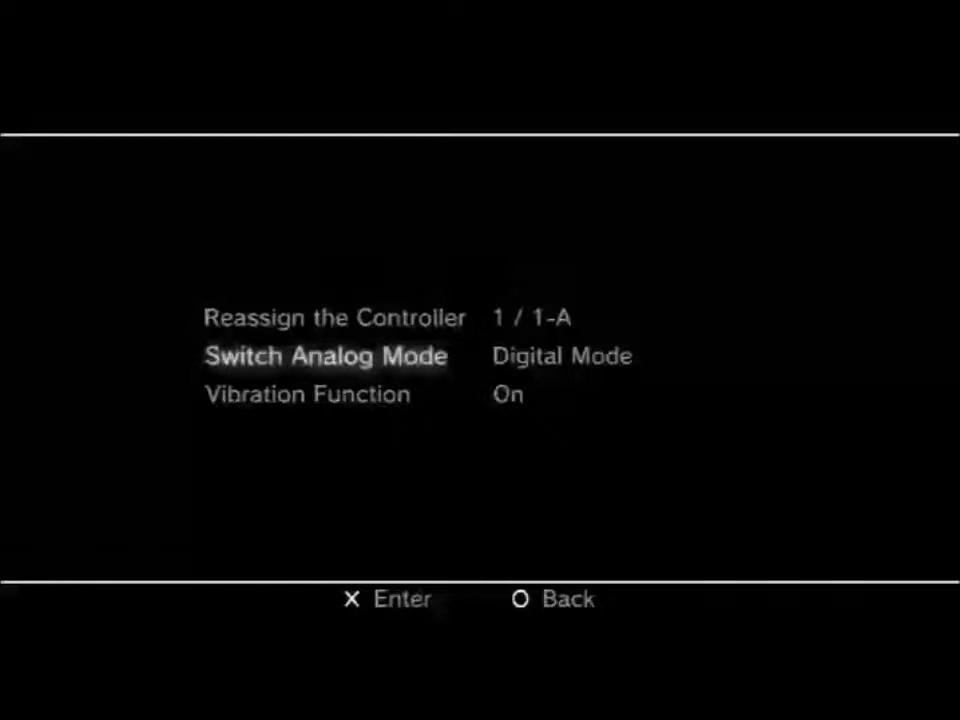 Reassign the Controller 1 / 1-A
Switch Analog Mode Digital Mode
Vibration Function On
X Enter O Back